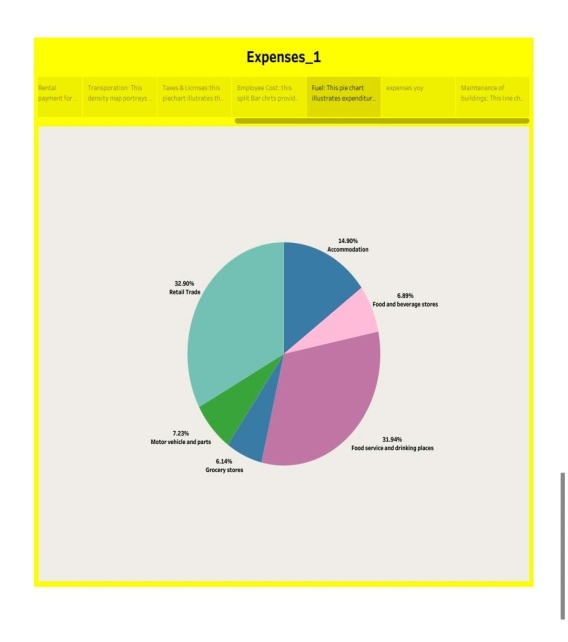 Expenses_1
Rental
payment for ...
Transporation: This
density map portrays ...
Taxes & Licnses:this
piechart illutrates th..
Employee Cost: this
split Bar chrts provid..
Fuel: This pie chart
illustrates expenditur...
expenses yoy
Maintenance of
buildings: This line ch..
14.90%
Accommodation
6.89%
Food and beverage stores
31.94%
Food service and drinking places
6.14%
Grocery stores
7.23%
Motor vehicle and parts
32.90%
Retail Trade